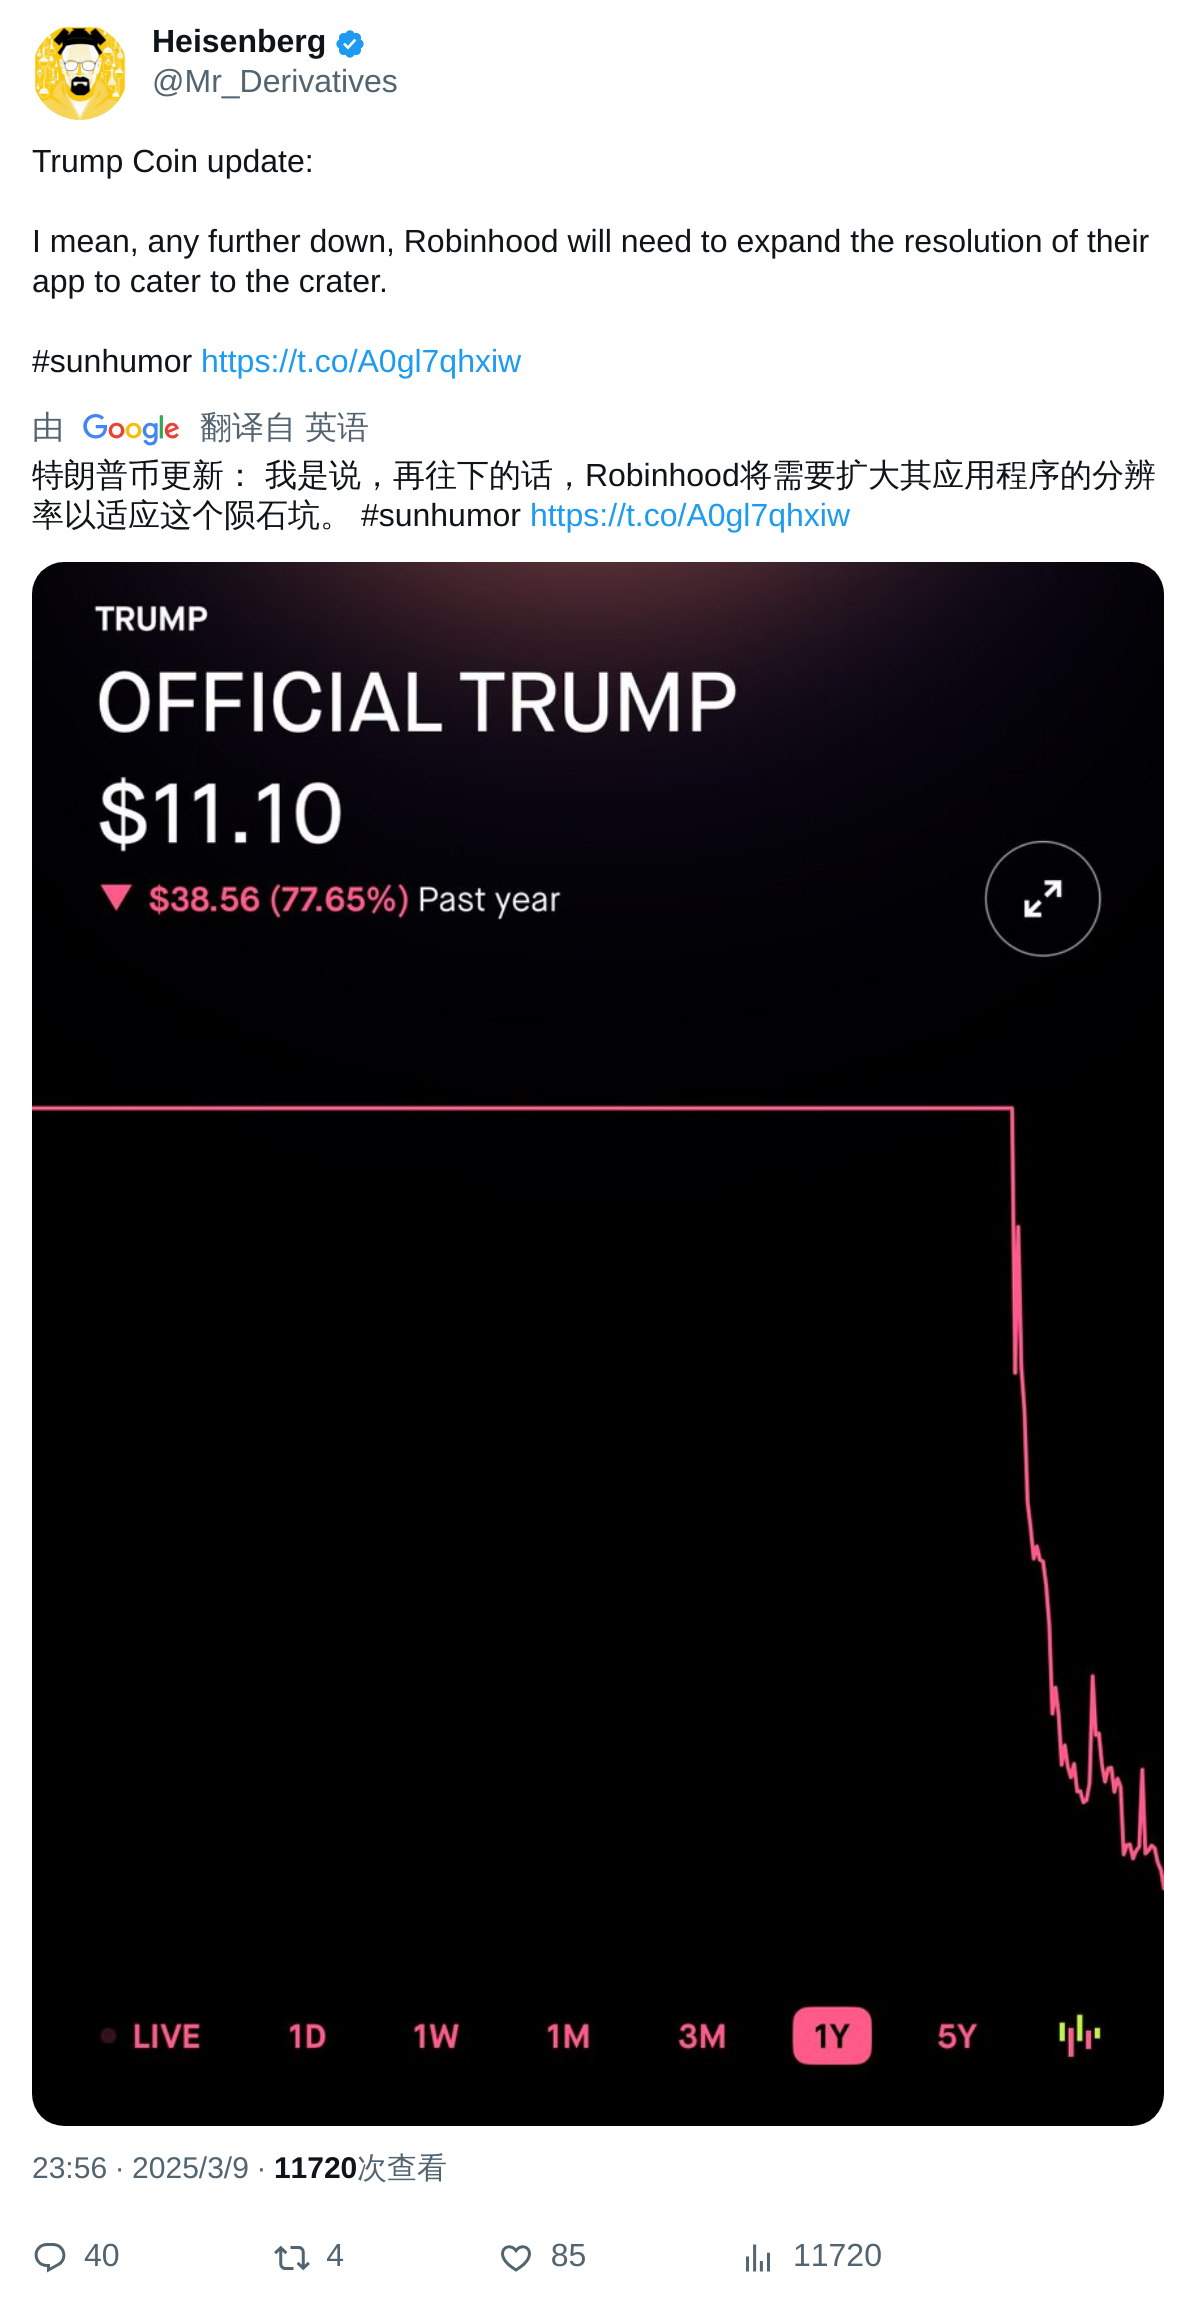 Heisenberg
@Mr_Derivatives
Trump Coin update:
I mean, any further down, Robinhood will need to expand the resolution of their
app to cater to the crater.
#sunhumor https://t.co/A0gl7qhxiw
由 Google 翻译自 英语
特朗普币更新： 我是说，再往下的话，Robinhood将需要扩大其应用程序的分辨
率以适应这个陨石坑。 #sunhumor https://t.co/A0gl7qhxiw
TRUMP
OFFICIAL TRUMP
$11.10
▼ $38.56 (77.65%) Past year
LIVE 1D 1W 1M 3M 1Y 5Y
23:56 · 2025/3/9 · 11720次查看
40 4 85 11720